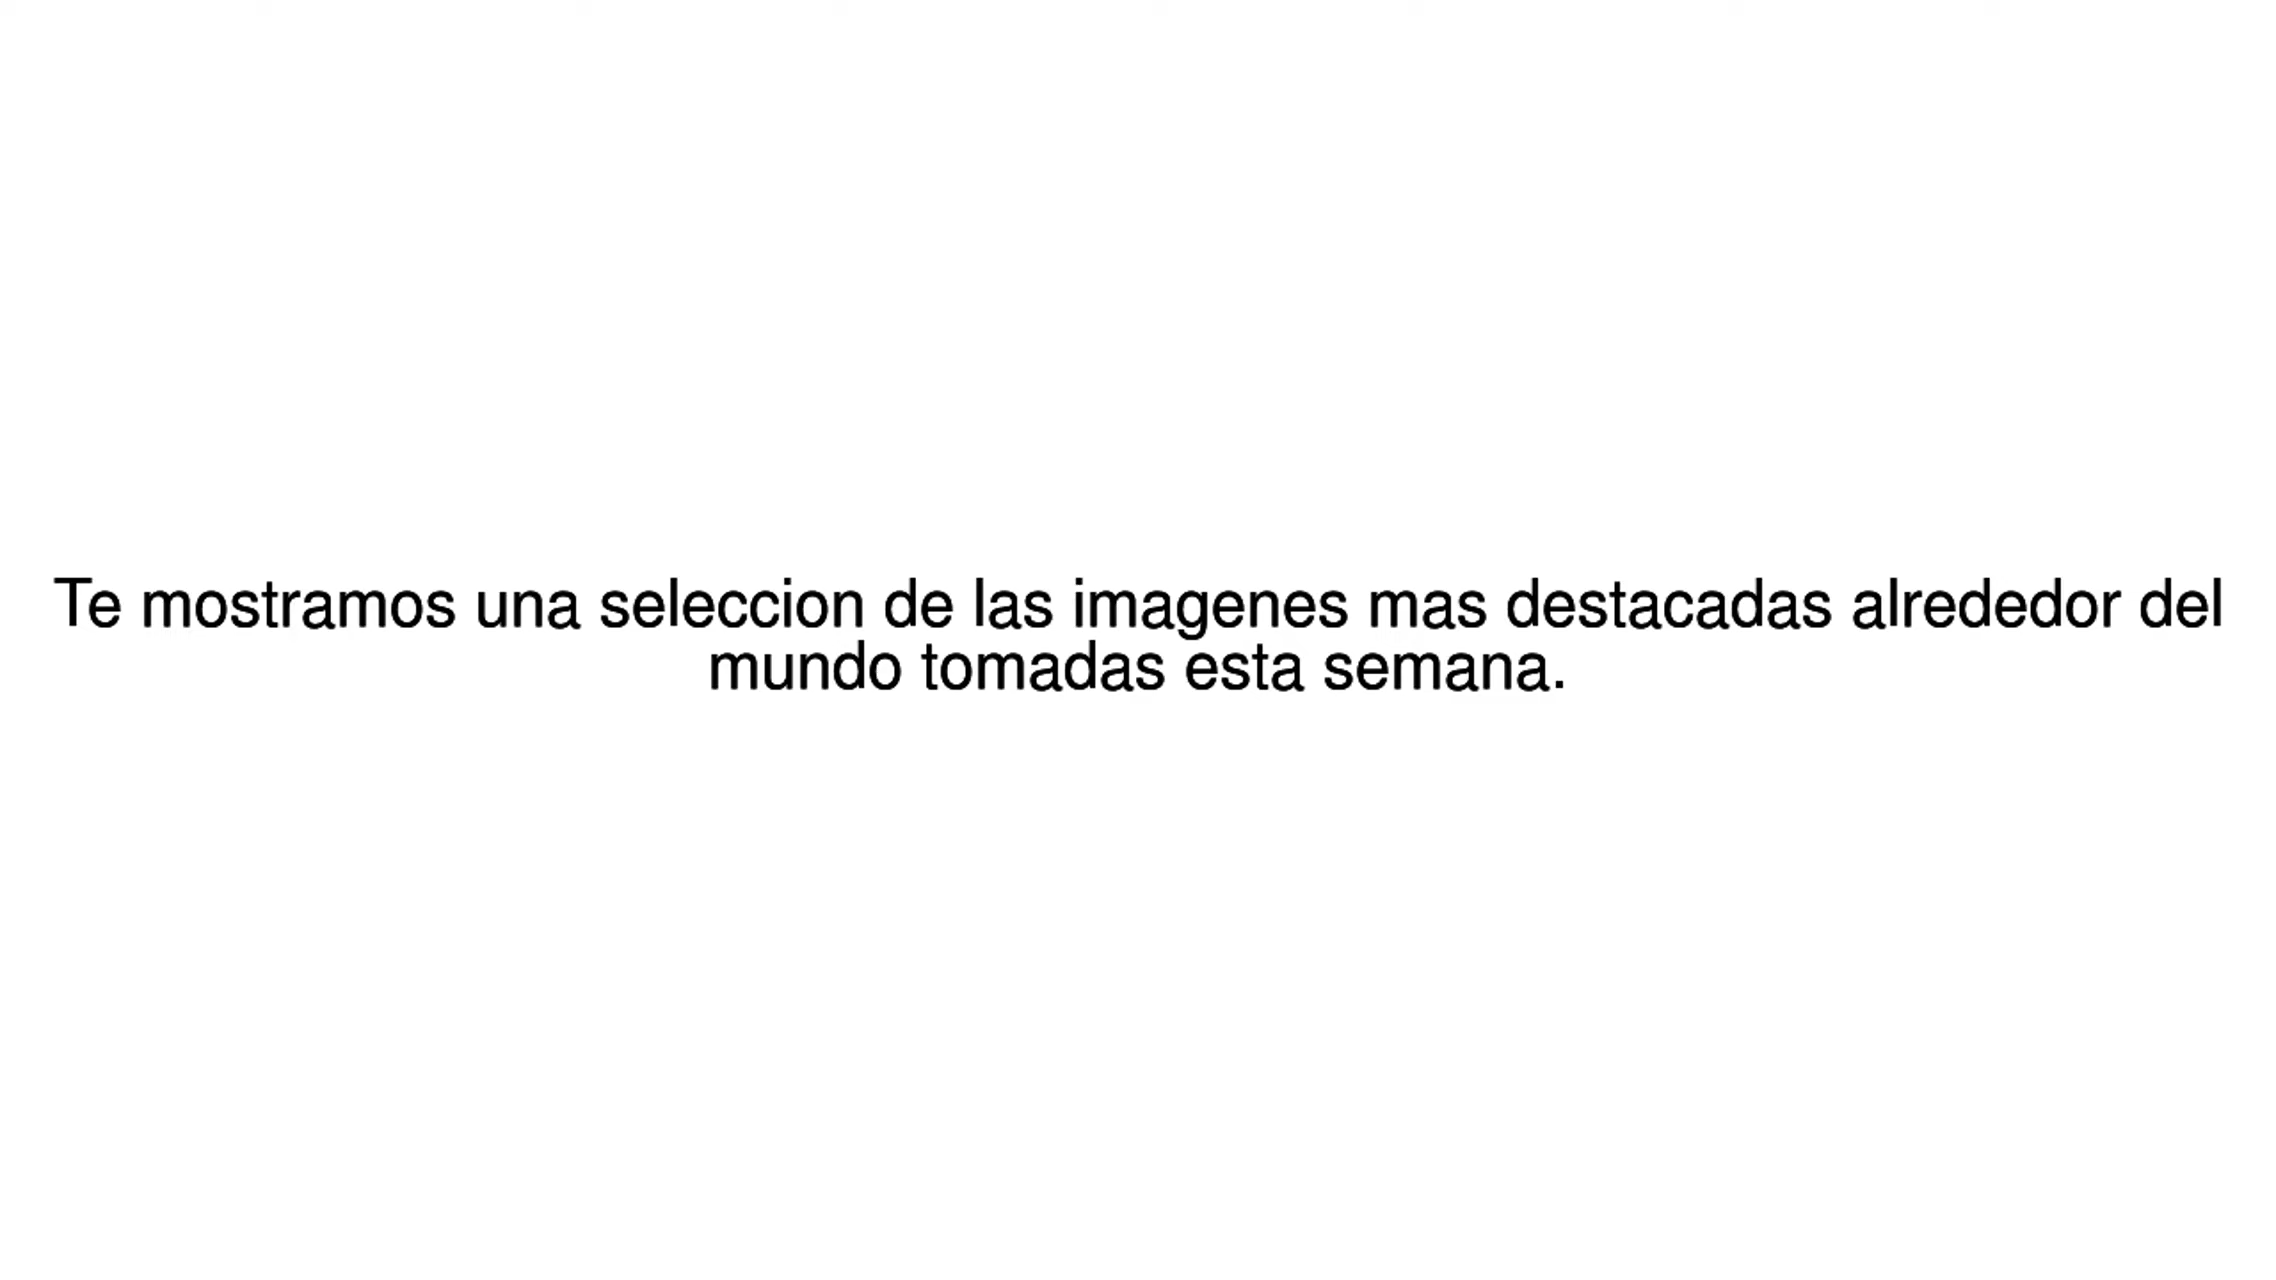 Te mostramos una seleccion de las imagenes mas destacadas alrededor del
mundo tomadas esta semana.